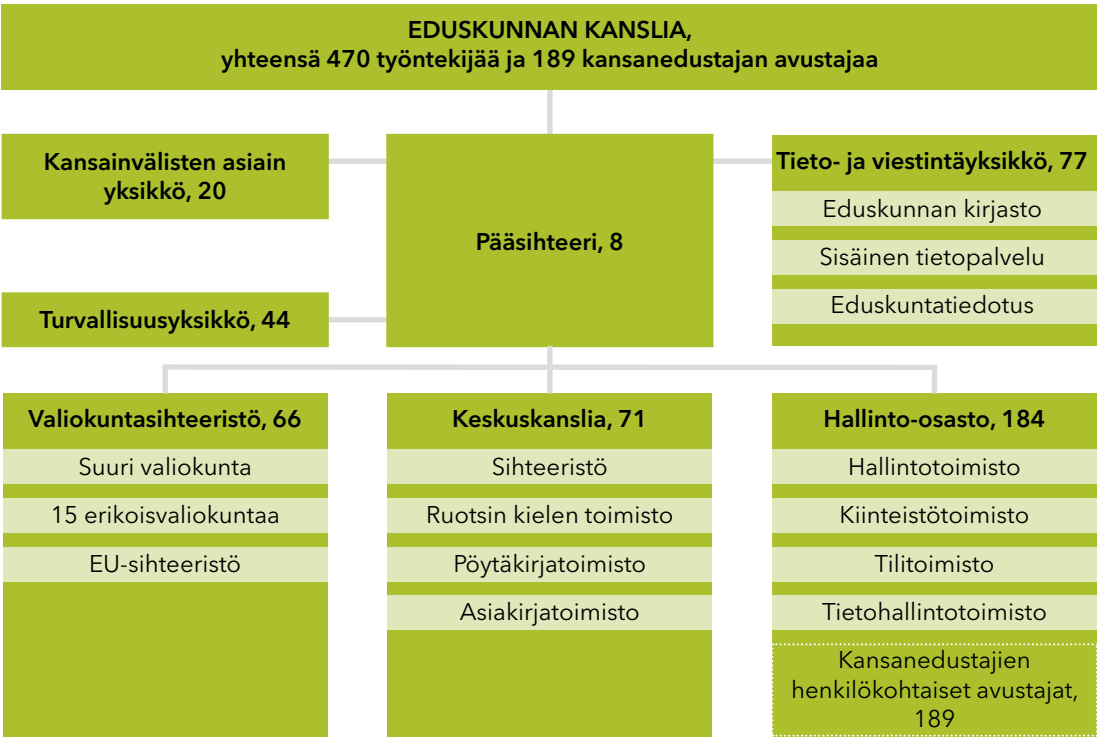 EDUSKUNNAN KANSLIA,
yhteensä 470 työntekijää ja 189 kansanedustajan avustajaa
Kansainvälisten asiain
yksikkö, 20
Turvallisuusyksikkö, 44
Pääsihteeri, 8
Tieto- ja viestintäyksikkö, 77
Eduskunnan kirjasto
Sisäinen tietopalvelu
Eduskuntatiedotus
Valiokuntasihteeristö, 66
Suuri valiokunta
15 erikoisvaliokuntaa
EU-sihteeristö
Keskuskanslia, 71
Sihteeristö
Ruotsin kielen toimisto
Pöytäkirjatoimisto
Asiakirjatoimisto
Hallinto-osasto, 184
Hallintotoimisto
Kiinteistötoimisto
Tilitoimisto
Tietohallintotoimisto
Kansanedustajien
henkilökohtaiset avustajat,
189